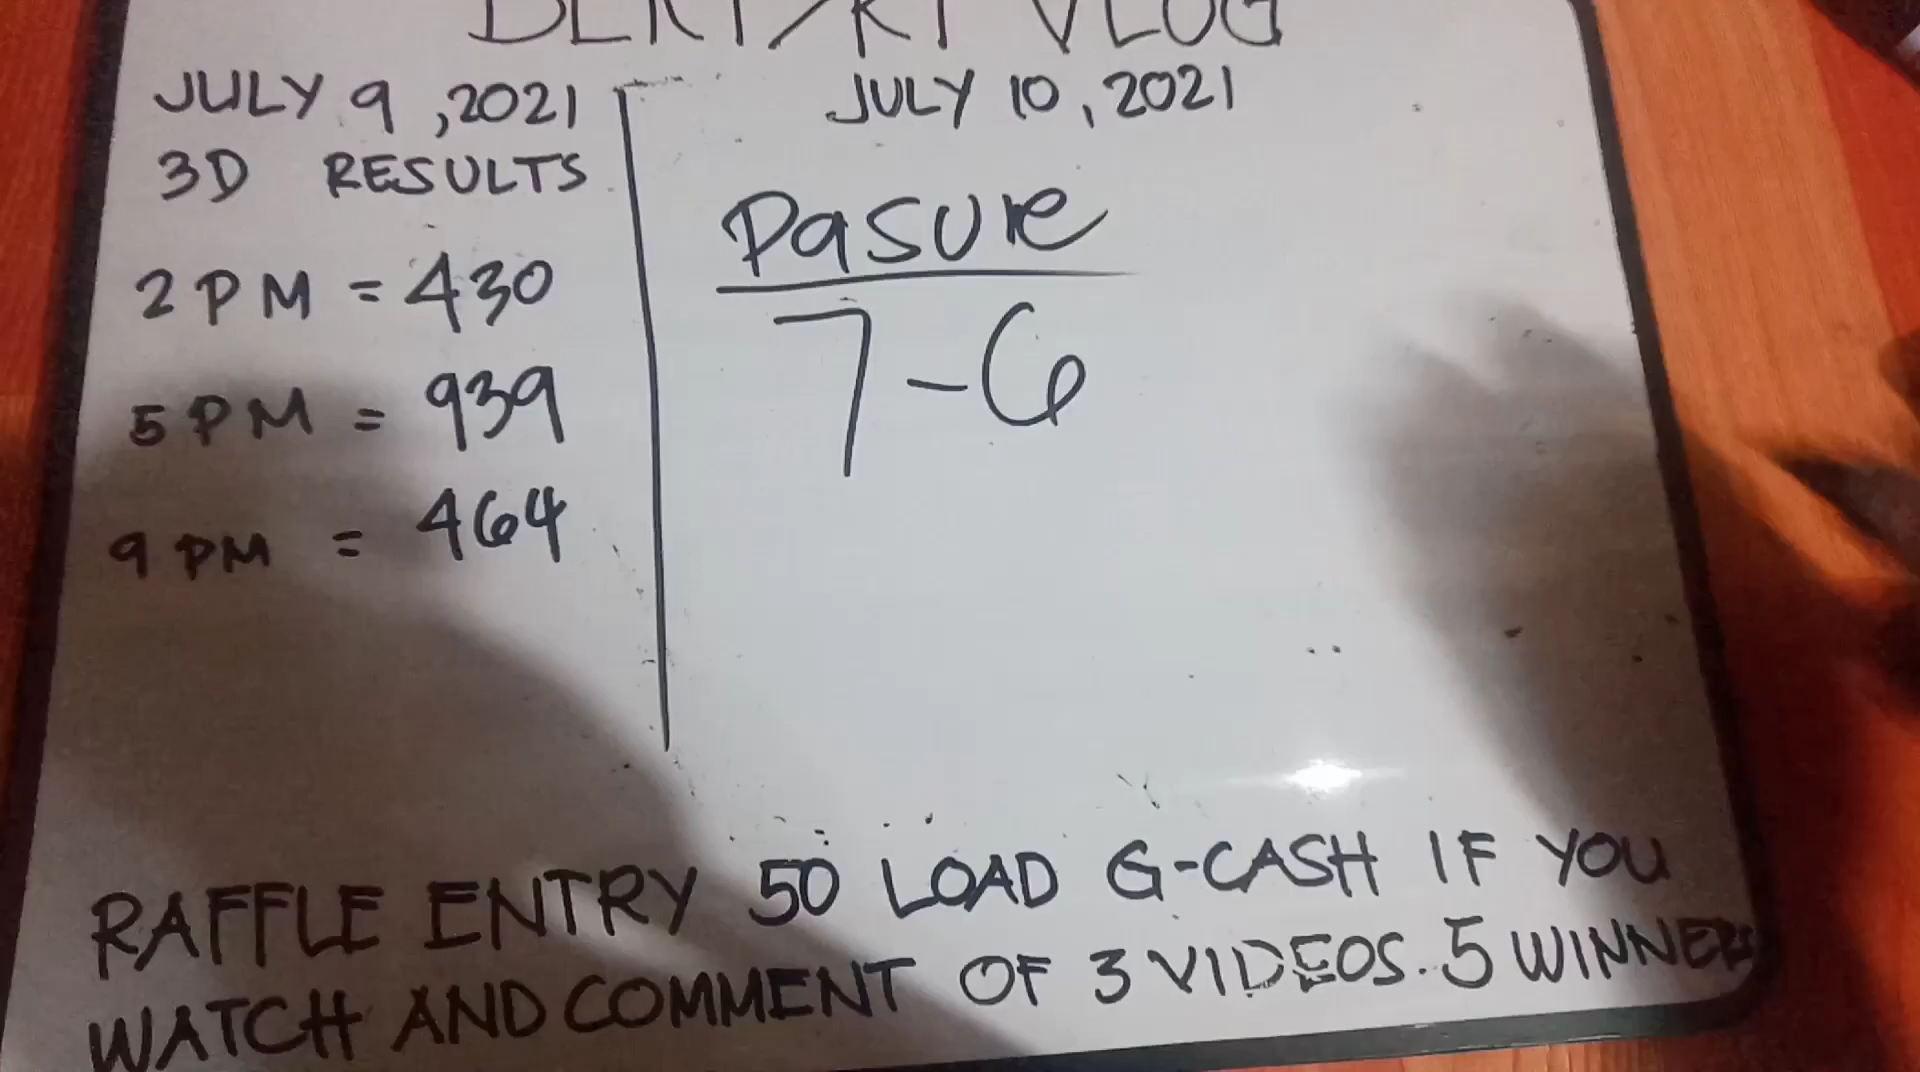 VLOG
JULY 9, 2021
3D RESULTS
2 PM = 430
5 PM = 939
9 PM = 464
JULY 10, 2021
Pasure
7-6
RAFFLE ENTRY 50 LOAD G-CASH IF YOU
WATCH AND COMMENT OF 3 VIDEOS. 5 WINNERS